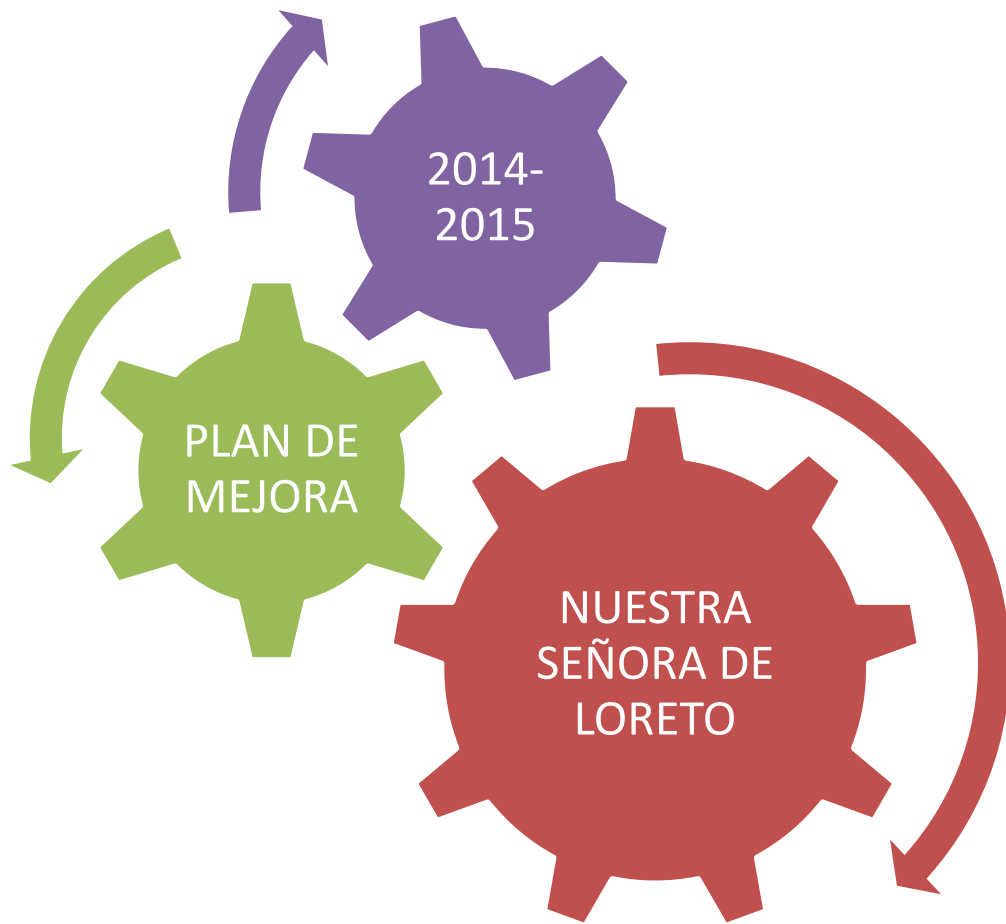 2014-
2015
PLAN DE
MEJORA
NUESTRA
SEÑORA DE
LORETO